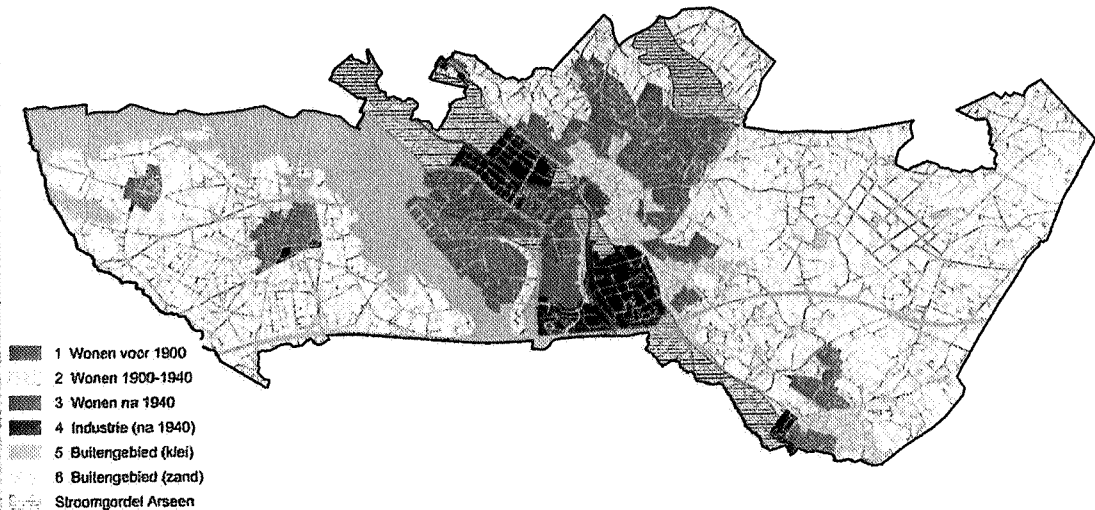 1 Wonen voor 1900
2 Wonen 1900-1940
3 Wonen na 1940
4 Industrie (na 1940)
5 Buitengebied (klei)
6 Buitengebied (zand)
Stroomgordel Arseen